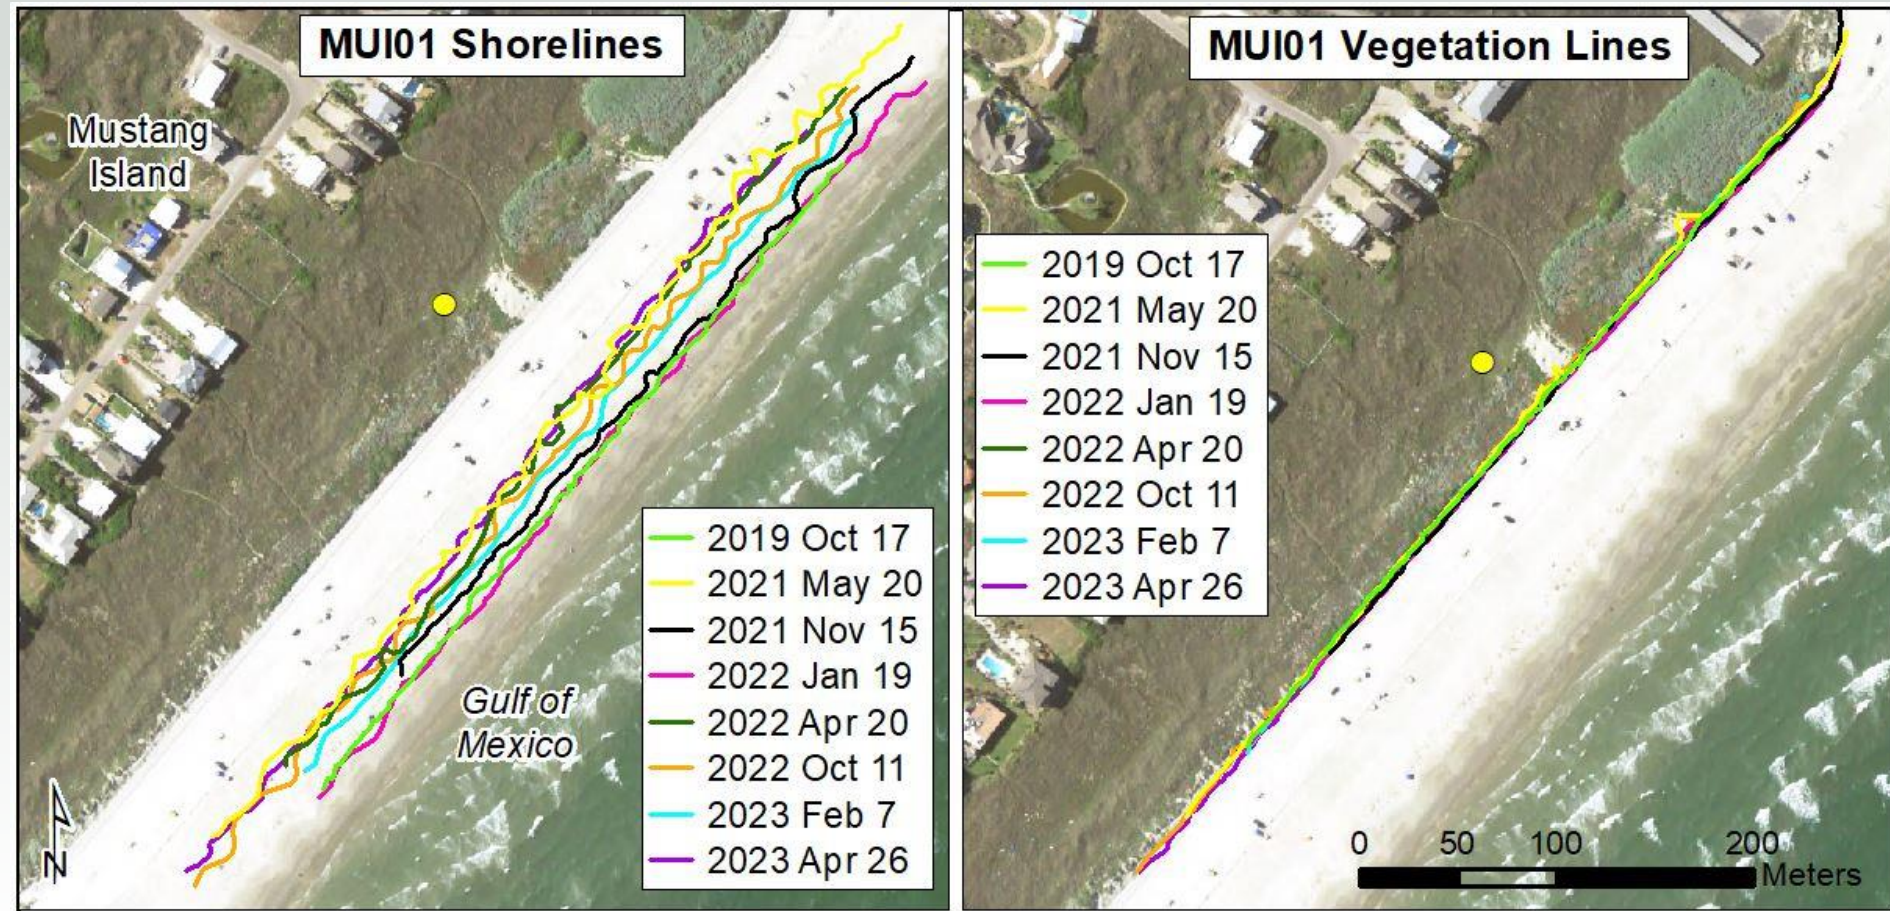 MUI01 Shorelines
Mustang
Island
Gulf of
Mexico
2019 Oct 17
2021 May 20
2021 Nov 15
2022 Jan 19
2022 Apr 20
2022 Oct 11
2023 Feb 7
2023 Apr 26
N
MUI01 Vegetation Lines
2019 Oct 17
2021 May 20
2021 Nov 15
2022 Jan 19
2022 Apr 20
2022 Oct 11
2023 Feb 7
2023 Apr 26
0 50 100 200
Meters